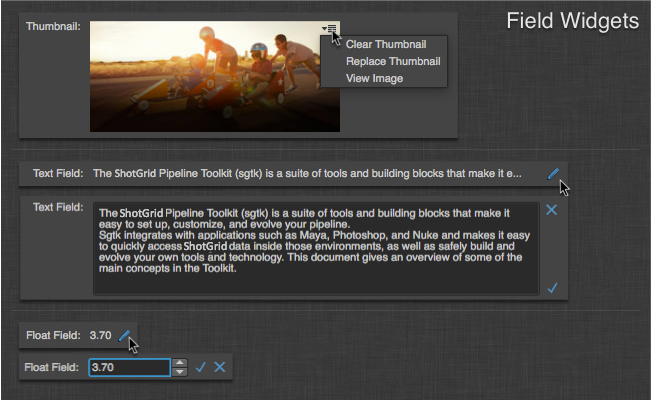 Field Widgets
Thumbnail:
Clear Thumbnail
Replace Thumbnail
View Image
Text Field: The ShotGrid Pipeline Toolkit (sgtk) is a suite of tools and building blocks that make it e...
Text Field:
The ShotGrid Pipeline Toolkit (sgtk) is a suite of tools and building blocks that make it
easy to set up, customize, and evolve your pipeline.
Sgtk integrates with applications such as Maya, Photoshop, and Nuke and makes it easy
to quickly access ShotGrid data inside those environments, as well as safely build and
evolve your own tools and technology. This document gives an overview of some of the
main concepts in the Toolkit.
Float Field: 3.70
Float Field: 3.70